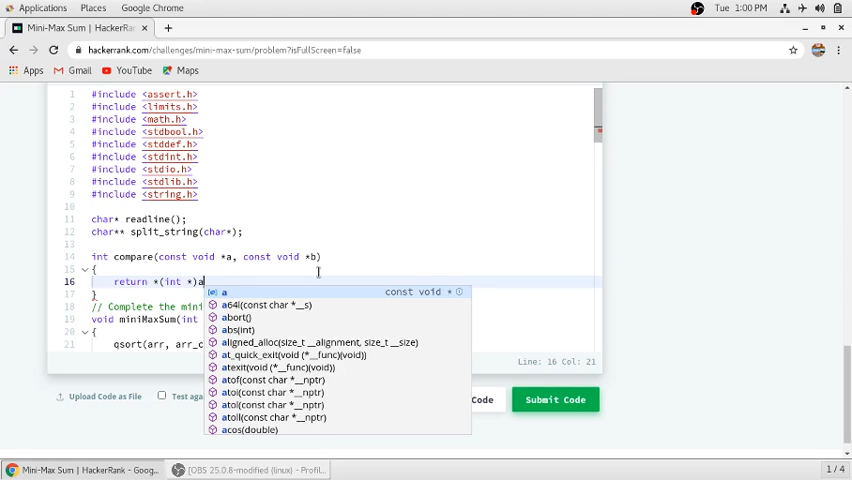 Applications Places Google Chrome Tue 1:00 PM 4
Mini-Max Sum | HackerRank
hackerrank.com/challenges/mini-max-sum/problem?isFullScreen=false
Apps Gmail YouTube Maps
1 #include <assert.h>
2 #include <limits.h>
3 #include <math.h>
4 #include <stdbool.h>
5 #include <stddef.h>
6 #include <stdint.h>
7 #include <stdio.h>
8 #include <stdlib.h>
9 #include <string.h>
10
11 char* readline();
12 char** split_string(char*);
13
14 int compare(const void *a, const void *b)
15 {
16 return *(int *)a
a const void *
17 }
a64l(const char *__s)
18 // Complete the mini
abort()
19 void miniMaxSum(int
abs(int)
20 {
aligned_alloc(size_t __alignment, size_t __size)
21 qsort(arr, arr_c
at_quick_exit(void (*__func)(void))
Line: 16 Col: 21
atexit(void (*__func)(void))
atof(const char *__nptr)
atoi(const char *__nptr)
atol(const char *__nptr)
atoll(const char *__nptr)
acos(double)
Upload Code as File Test aga Code Submit Code
Mini-Max Sum | HackerRank - Goog... [OBS 25.0.8-modified (linux) - Profil... 1 / 4